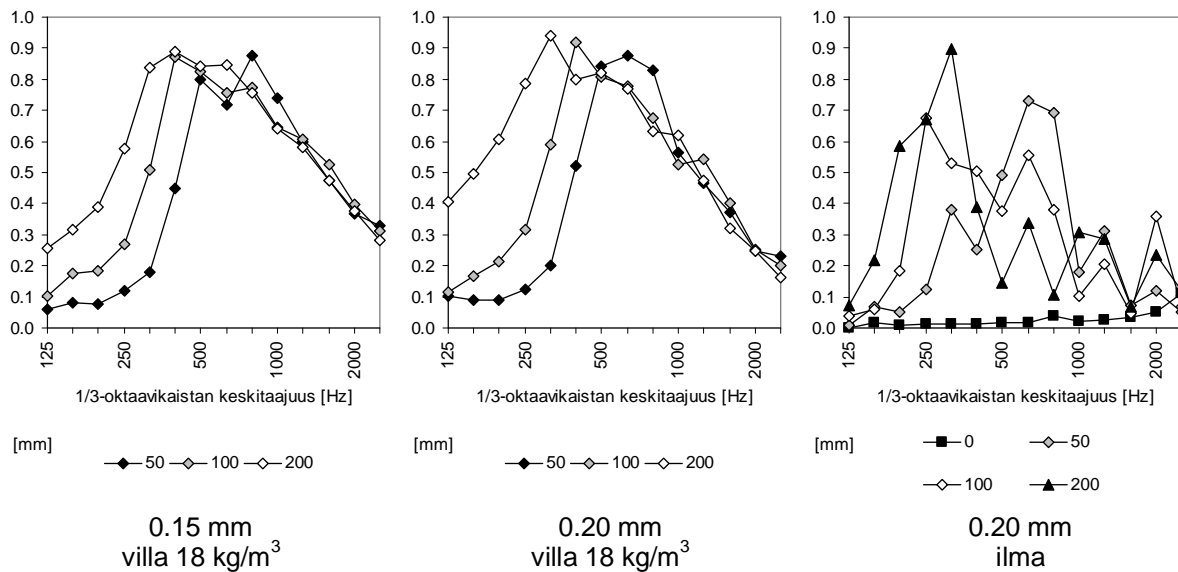 1.0 1.0 1.0
0.9 0.9 0.9
0.8 0.8 0.8
0.7 0.7 0.7
0.6 0.6 0.6
0.5 0.5 0.5
0.4 0.4 0.4
0.3 0.3 0.3
0.2 0.2 0.2
0.1 0.1 0.1
0.0 0.0 0.0
125 250 500 1000 2000 125 250 500 1000 2000 125 250 500 1000 2000
1/3-oktaavikaistan keskitaajuus [Hz] 1/3-oktaavikaistan keskitaajuus [Hz] 1/3-oktaavikaistan keskitaajuus [Hz]
[mm] [mm] [mm]
50 100 200 50 100 200 0 50
100 200
0.15 mm 0.20 mm 0.20 mm
villa 18 kg/m³ villa 18 kg/m³ ilma